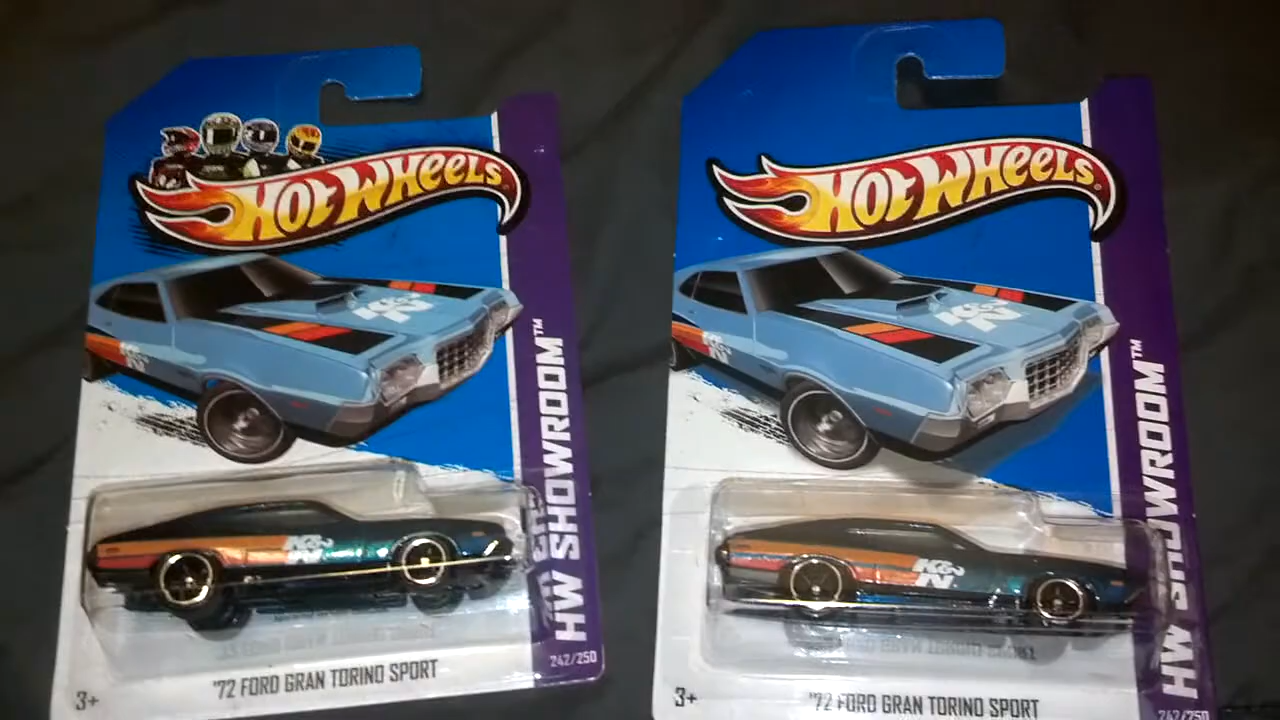 HOT WHEELS
K&N
K&N
HW SHOWROOM™
K&N
242/250
'72 FORD GRAN TORINO SPORT
3+
HOT WHEELS
K&N
K&N
HW SHOWROOM™
K&N
242/250
'72 FORD GRAN TORINO SPORT
3+